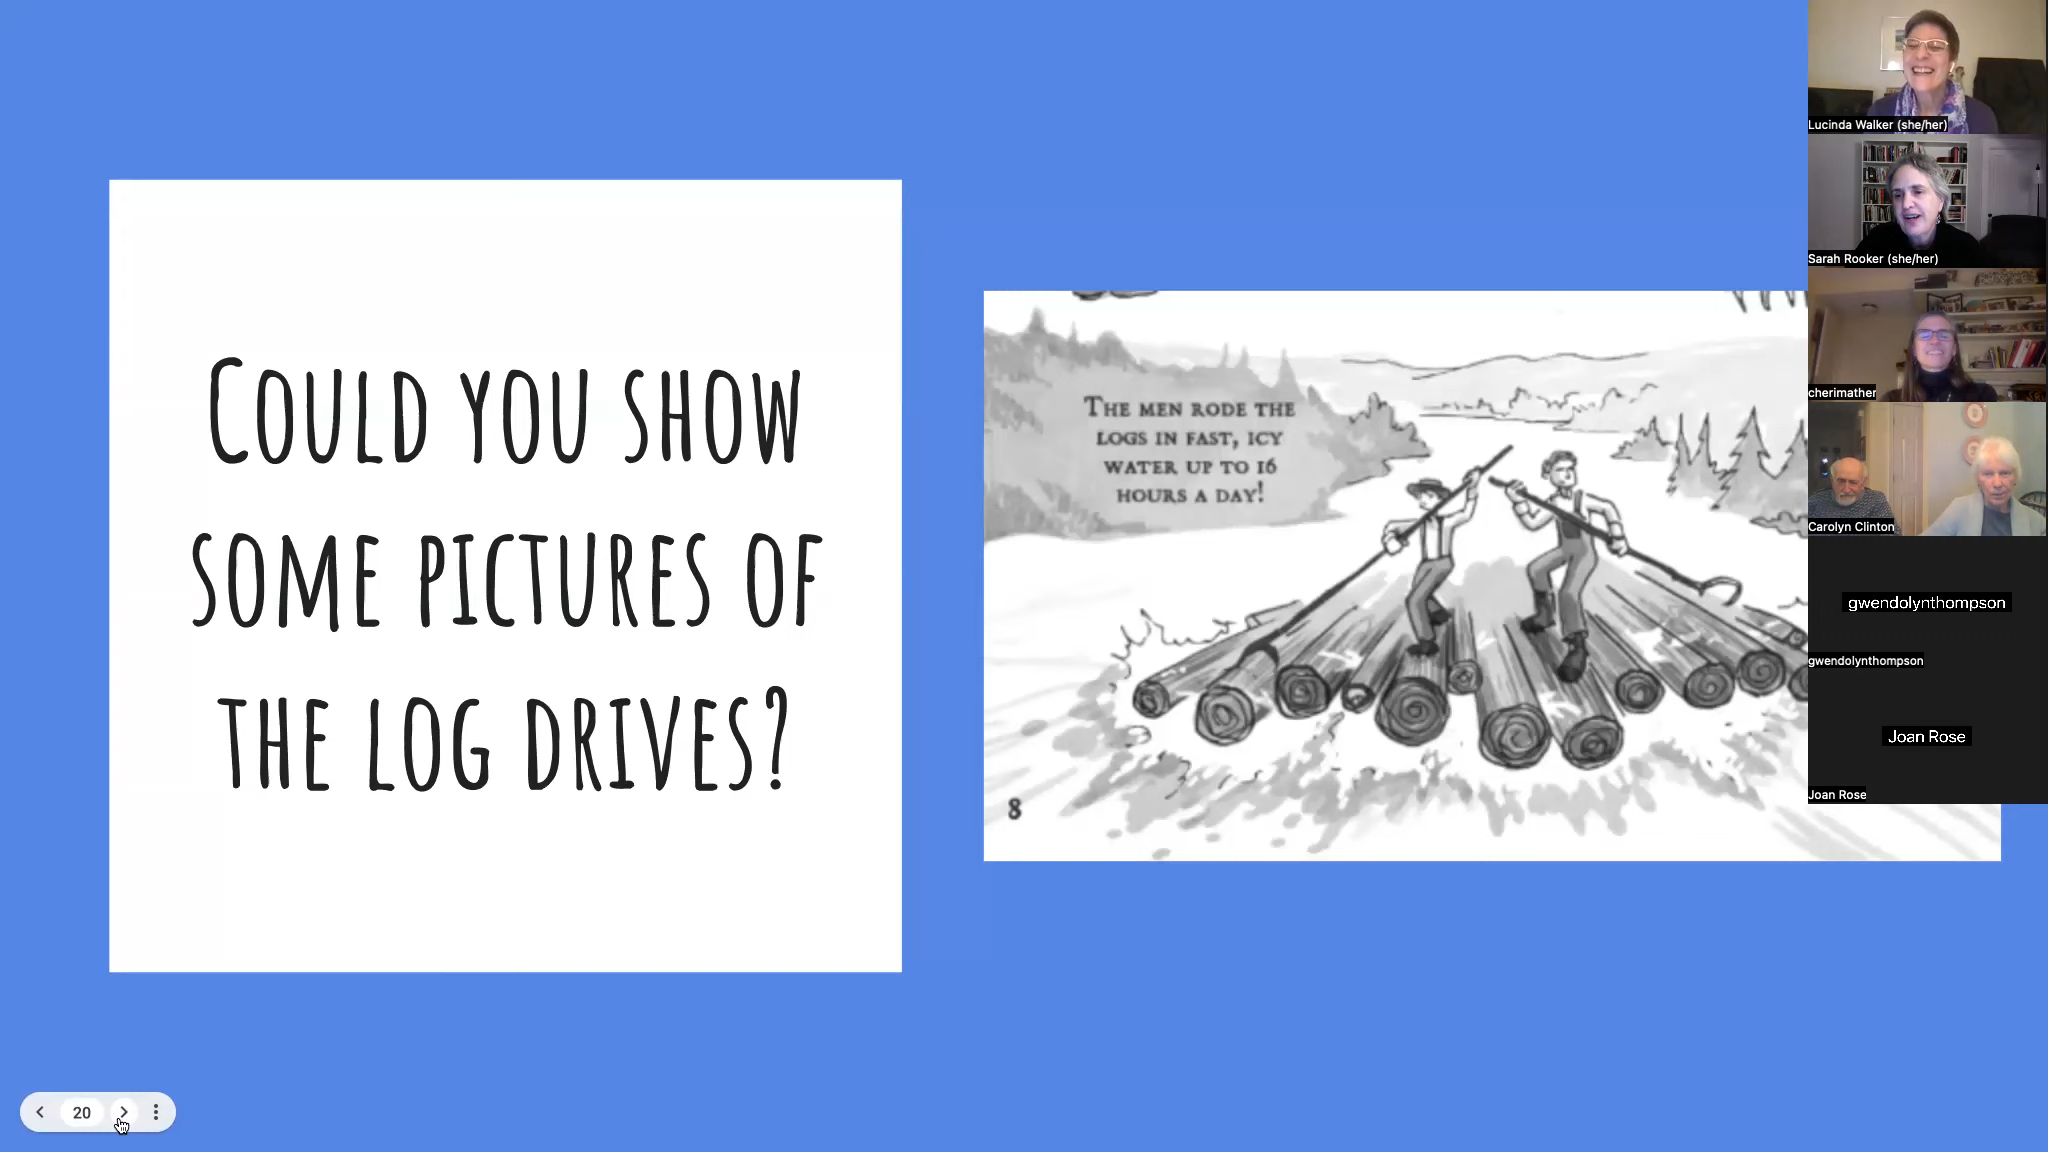 Could you show
some pictures of
the log drives?
The men rode the
logs in fast, icy
water up to 16
hours a day!
8
Lucinda Walker (she/her)
Sarah Rooker (she/her)
cherimather
Carolyn Clinton
gwendolynthompson
gwendolynthompson
Joan Rose
Joan Rose
20